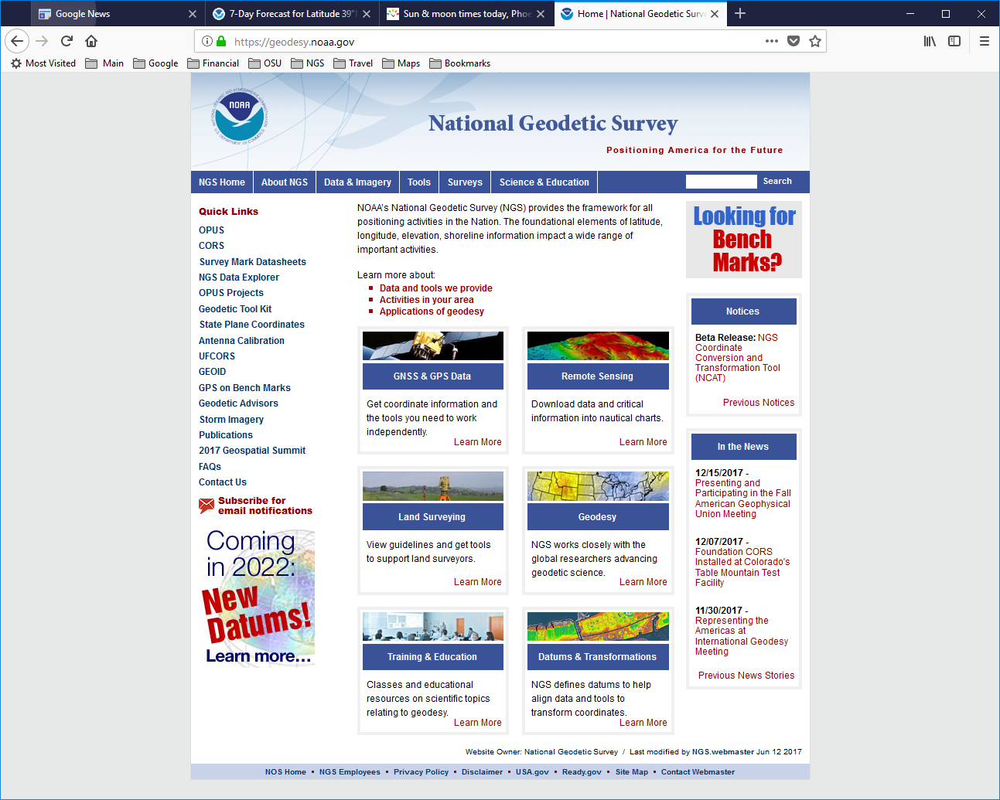 Google News
7-Day Forecast for Latitude 39°
Sun & moon times today, Phoe
Home | National Geodetic Surve
https://geodesy.noaa.gov
Most Visited
Main
Google
Financial
OSU
NGS
Travel
Maps
Bookmarks
NOAA
NATIONAL OCEANIC AND ATMOSPHERIC ADMINISTRATION
U.S. DEPARTMENT OF COMMERCE
National Geodetic Survey
Positioning America for the Future
NGS Home
About NGS
Data & Imagery
Tools
Surveys
Science & Education
Search
Quick Links
OPUS
CORS
Survey Mark Datasheets
NGS Data Explorer
OPUS Projects
Geodetic Tool Kit
State Plane Coordinates
Antenna Calibration
UFCORS
GEOID
GPS on Bench Marks
Geodetic Advisors
Storm Imagery
Publications
2017 Geospatial Summit
FAQs
Contact Us
Subscribe for
email notifications
Coming
in 2022:
New
Datums!
Learn more...
NOAA's National Geodetic Survey (NGS) provides the framework for all
positioning activities in the Nation. The foundational elements of latitude,
longitude, elevation, shoreline information impact a wide range of
important activities.
Learn more about:
Data and tools we provide
Activities in your area
Applications of geodesy
GNSS & GPS Data
Get coordinate information and
the tools you need to work
independently.
Learn More
Remote Sensing
Download data and critical
information into nautical charts.
Learn More
Land Surveying
View guidelines and get tools
to support land surveyors.
Learn More
Geodesy
NGS works closely with the
global researchers advancing
geodetic science.
Learn More
Training & Education
Classes and educational
resources on scientific topics
relating to geodesy.
Learn More
Datums & Transformations
NGS defines datums to help
align data and tools to
transform coordinates.
Learn More
Looking for
Bench
Marks?
Notices
Beta Release: NGS
Coordinate
Conversion and
Transformation Tool
(NCAT)
Previous Notices
In the News
12/15/2017 -
Presenting and
Participating in the Fall
American Geophysical
Union Meeting
12/07/2017 -
Foundation CORS
Installed at Colorado's
Table Mountain Test
Facility
11/30/2017 -
Representing the
Americas at
International Geodesy
Meeting
Previous News Stories
Website Owner: National Geodetic Survey / Last modified by NGS.webmaster Jun 12 2017
NOS Home ▪ NGS Employees ▪ Privacy Policy ▪ Disclaimer ▪ USA.gov ▪ Ready.gov ▪ Site Map ▪ Contact Webmaster